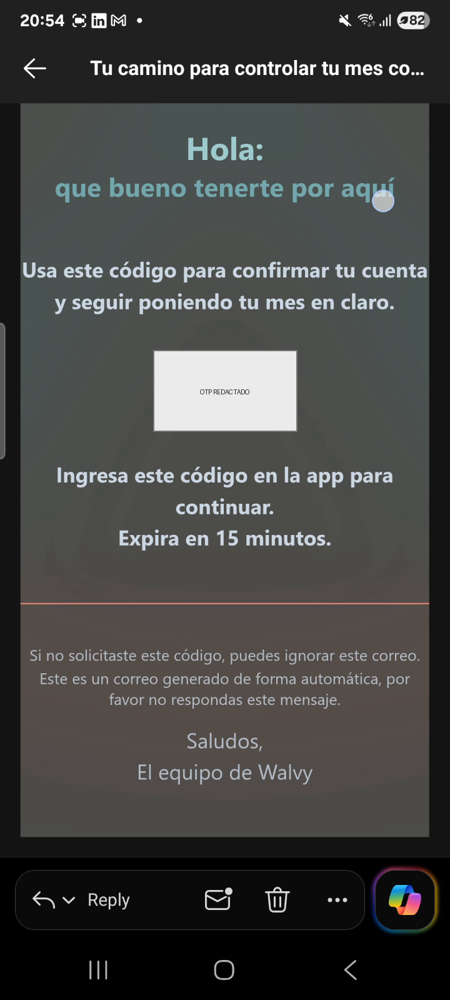 20:54
82
Tu camino para controlar tu mes co...
Hola:
que bueno tenerte por aquí
Usa este código para confirmar tu cuenta
y seguir poniendo tu mes en claro.
OTP REDACTADO
Ingresa este código en la app para
continuar.
Expira en 15 minutos.
Si no solicitaste este código, puedes ignorar este correo.
Este es un correo generado de forma automática, por
favor no respondas este mensaje.
Saludos,
El equipo de Walvy
Reply